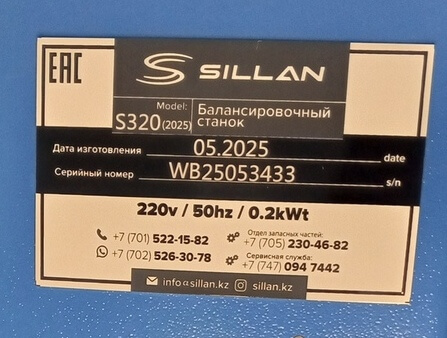 EAC
SILLAN
Model:
S320 (2025)
Балансировочный
станок
Дата изготовления 05.2025 date
Серийный номер WB25053433 s/n
220v / 50hz / 0.2kWt
+7 (701) 522-15-82
+7 (702) 526-30-78
Отдел запасных частей:
+7 (705) 230-46-82
Сервисная служба:
+7 (747) 094 7442
info@sillan.kz sillan.kz